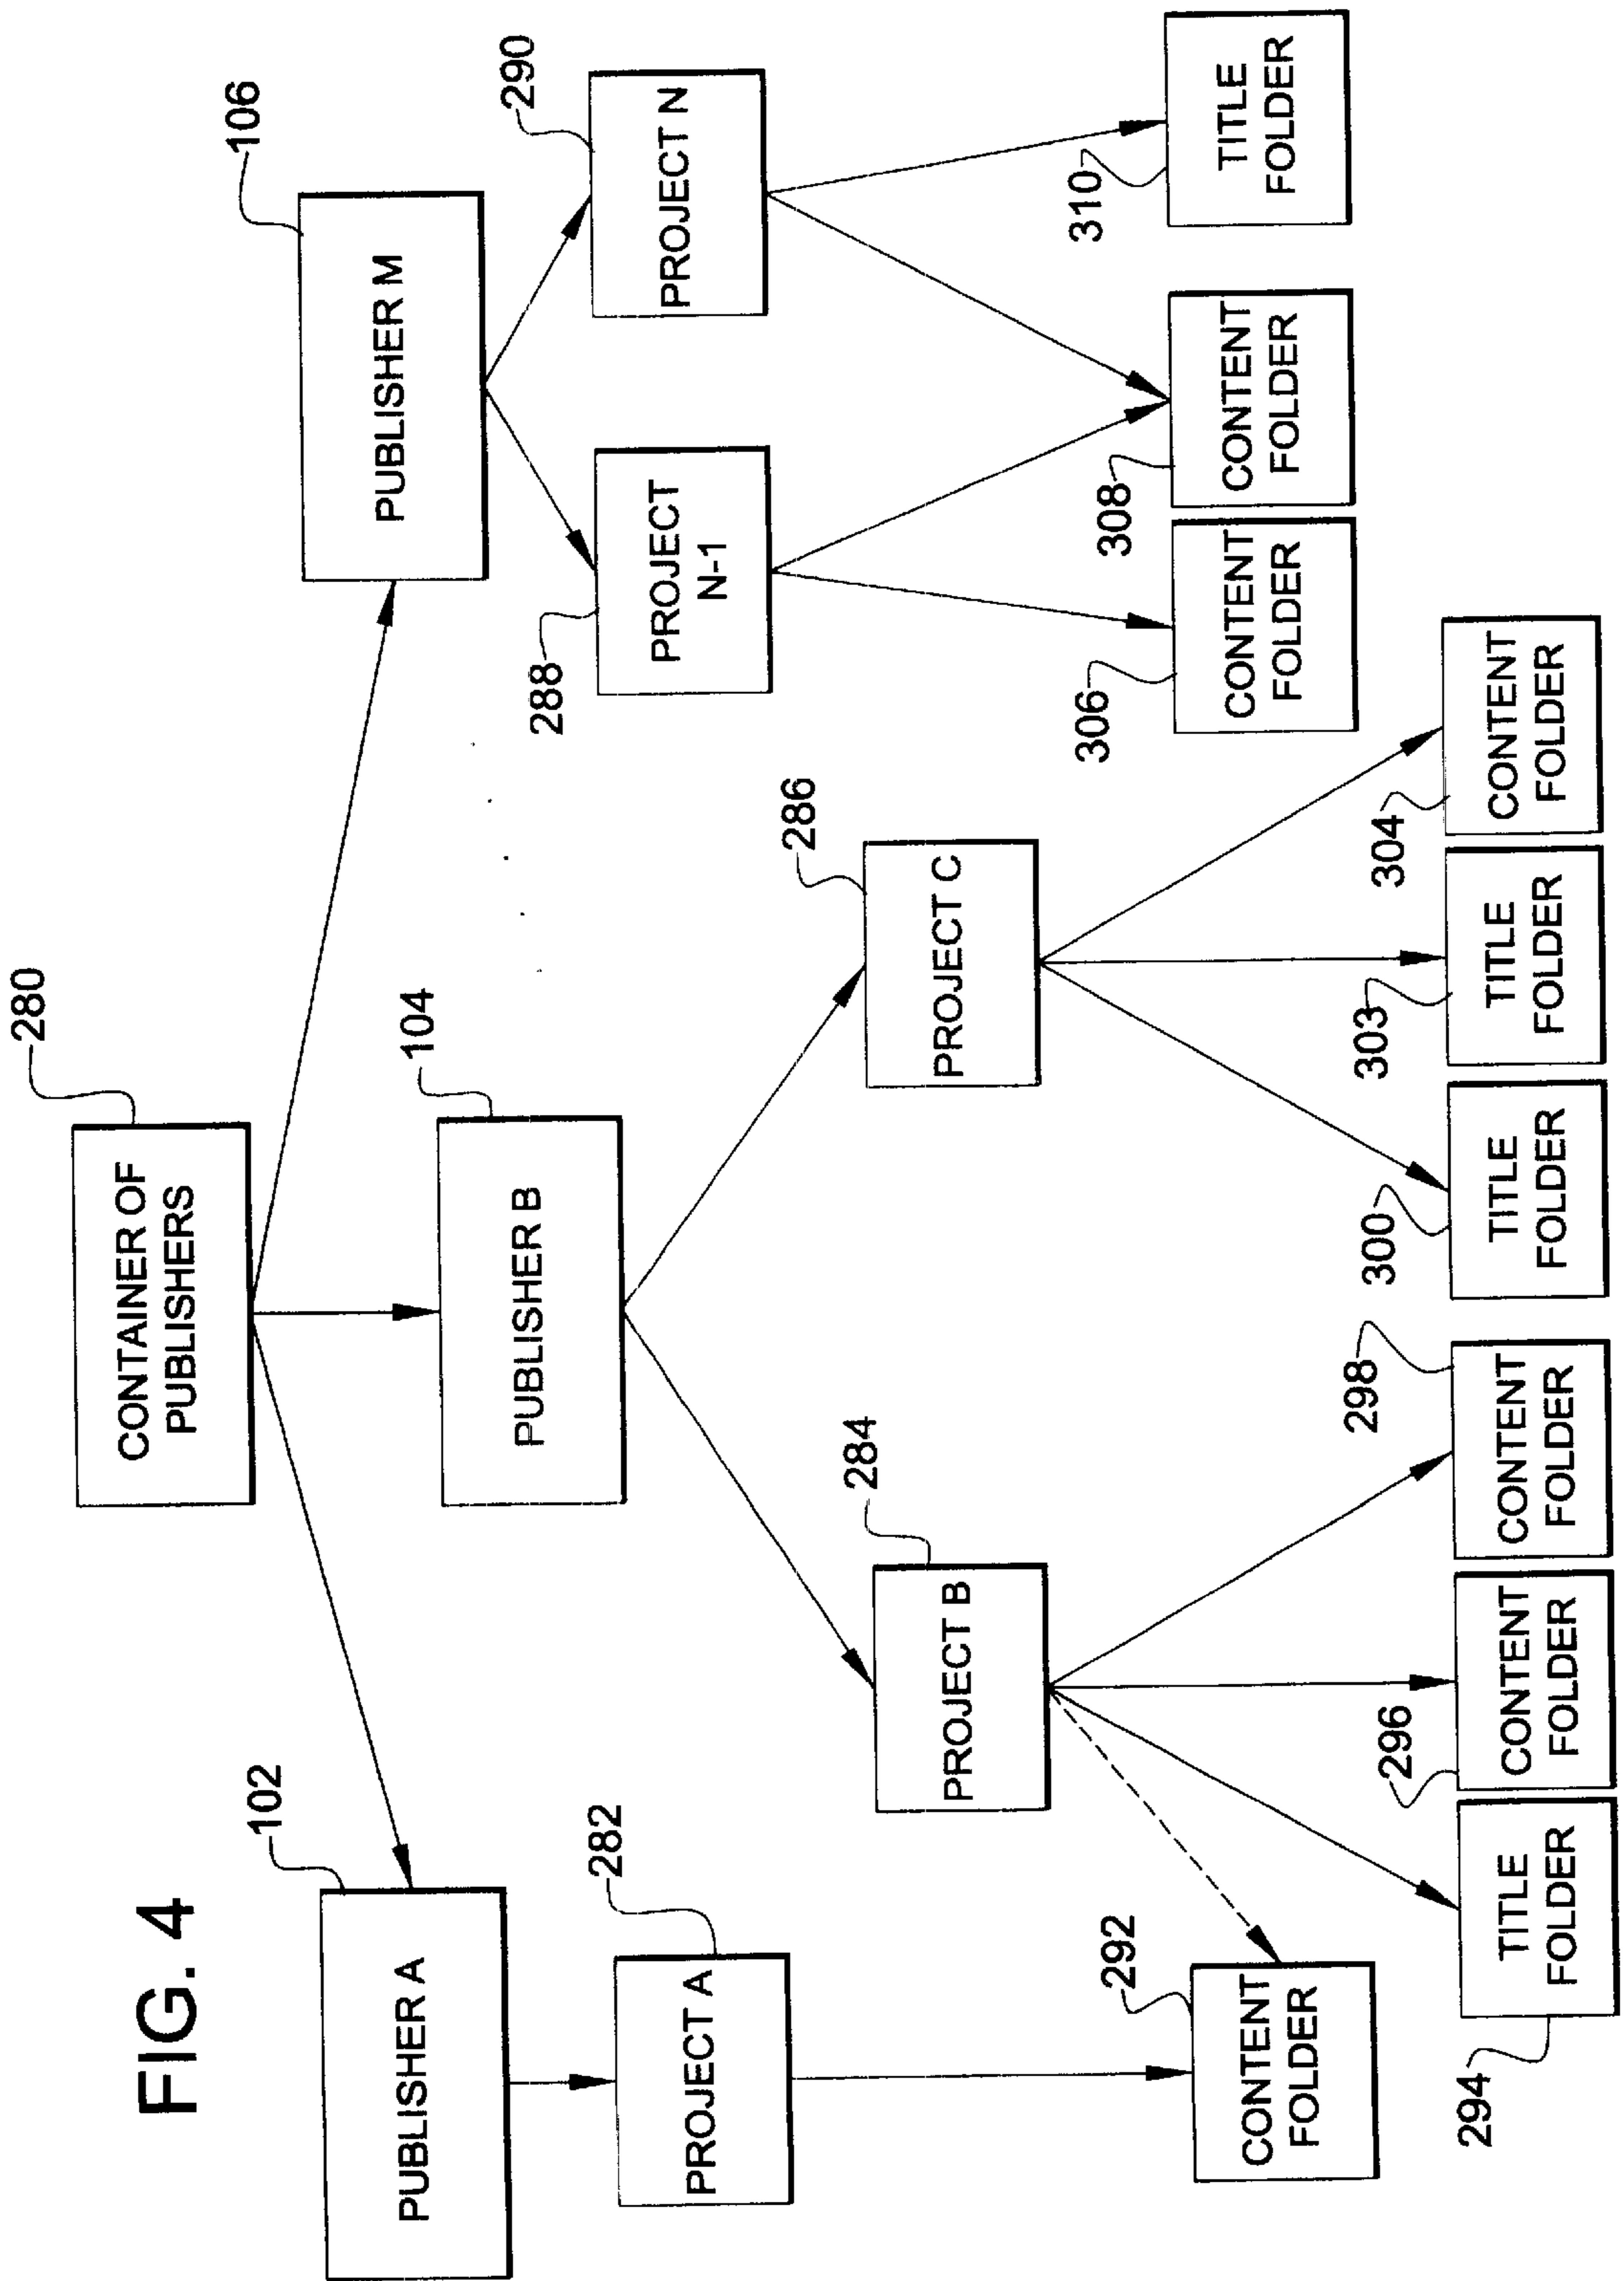 FIG. 4
280
CONTAINER OF
PUBLISHERS
102
PUBLISHER A
104
PUBLISHER B
106
PUBLISHER M
282
PROJECT A
284
PROJECT B
286
PROJECT C
288
PROJECT
N-1
290
PROJECT N
292
CONTENT
FOLDER
294
TITLE
FOLDER
296
CONTENT
FOLDER
298
CONTENT
FOLDER
300
TITLE
FOLDER
303
TITLE
FOLDER
304
CONTENT
FOLDER
306
CONTENT
FOLDER
308
CONTENT
FOLDER
310
TITLE
FOLDER